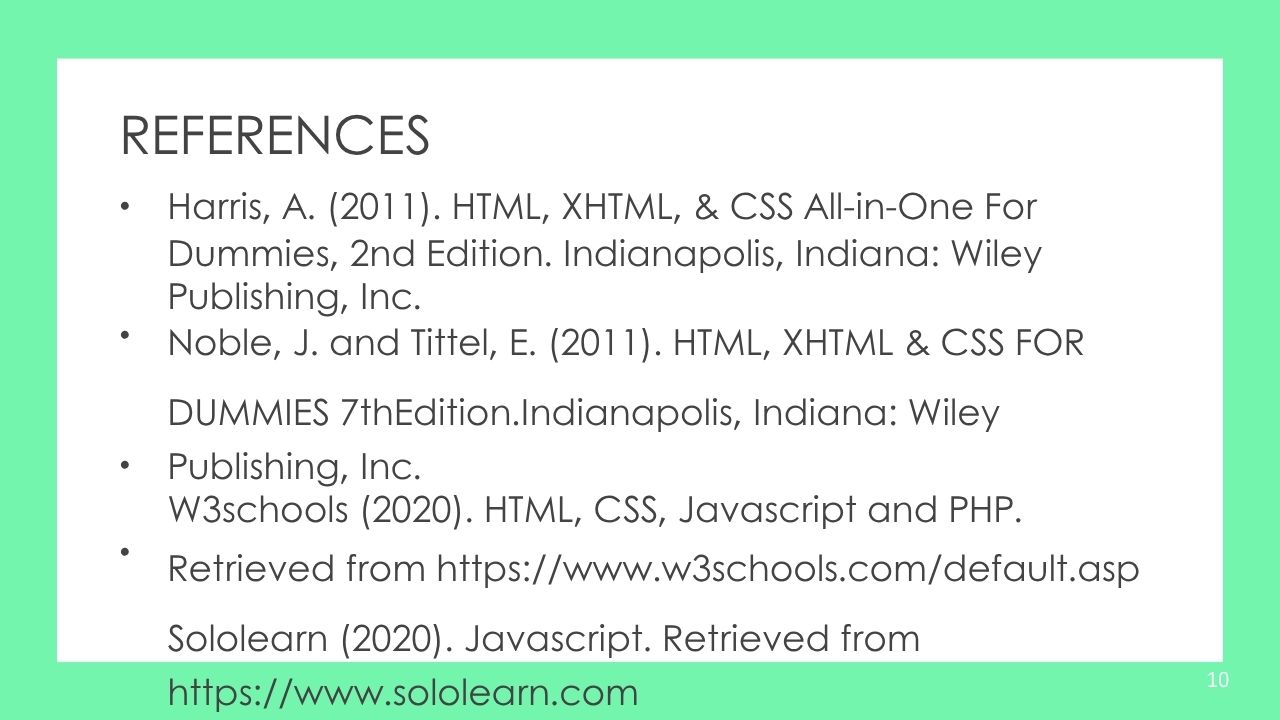 REFERENCES
• Harris, A. (2011). HTML, XHTML, & CSS All-in-One For
Dummies, 2nd Edition. Indianapolis, Indiana: Wiley
Publishing, Inc.
• Noble, J. and Tittel, E. (2011). HTML, XHTML & CSS FOR
DUMMIES 7thEdition.Indianapolis, Indiana: Wiley
• Publishing, Inc.
W3schools (2020). HTML, CSS, Javascript and PHP.
• Retrieved from https://www.w3schools.com/default.asp
Sololearn (2020). Javascript. Retrieved from
https://www.sololearn.com
10